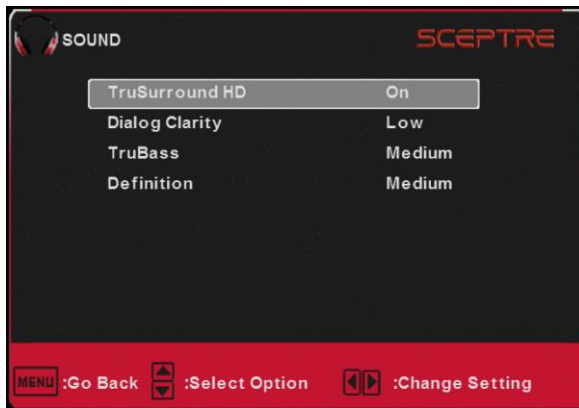 SOUND
SCEPTRE
TruSurround HD On
Dialog Clarity Low
TruBass Medium
Definition Medium
MENU :Go Back :Select Option :Change Setting